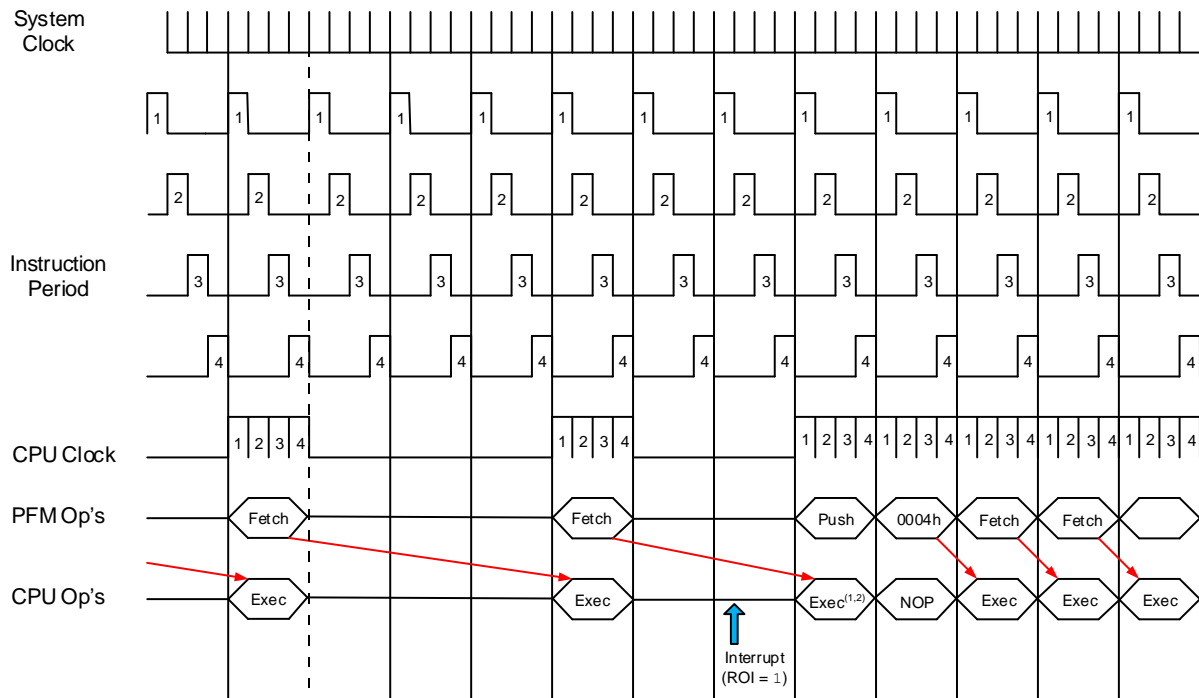 System
Clock
1 1 1 1 1 1 1 1 1 1 1 1 1
2 2 2 2 2 2 2 2 2 2 2 2 2
Instruction
Period
3 3 3 3 3 3 3 3 3 3 3 3 3
4 4 4 4 4 4 4 4 4 4 4 4 4
CPU Clock
1 2 3 4 1 2 3 4 1 2 3 4 1 2 3 4 1 2 3 4 1 2 3 4 1 2 3 4
PFM Op's
Fetch Fetch Push 0004h Fetch Fetch
CPU Op's
Exec Exec Exec(1,2) NOP Exec Exec Exec
Interrupt
(ROI = 1)